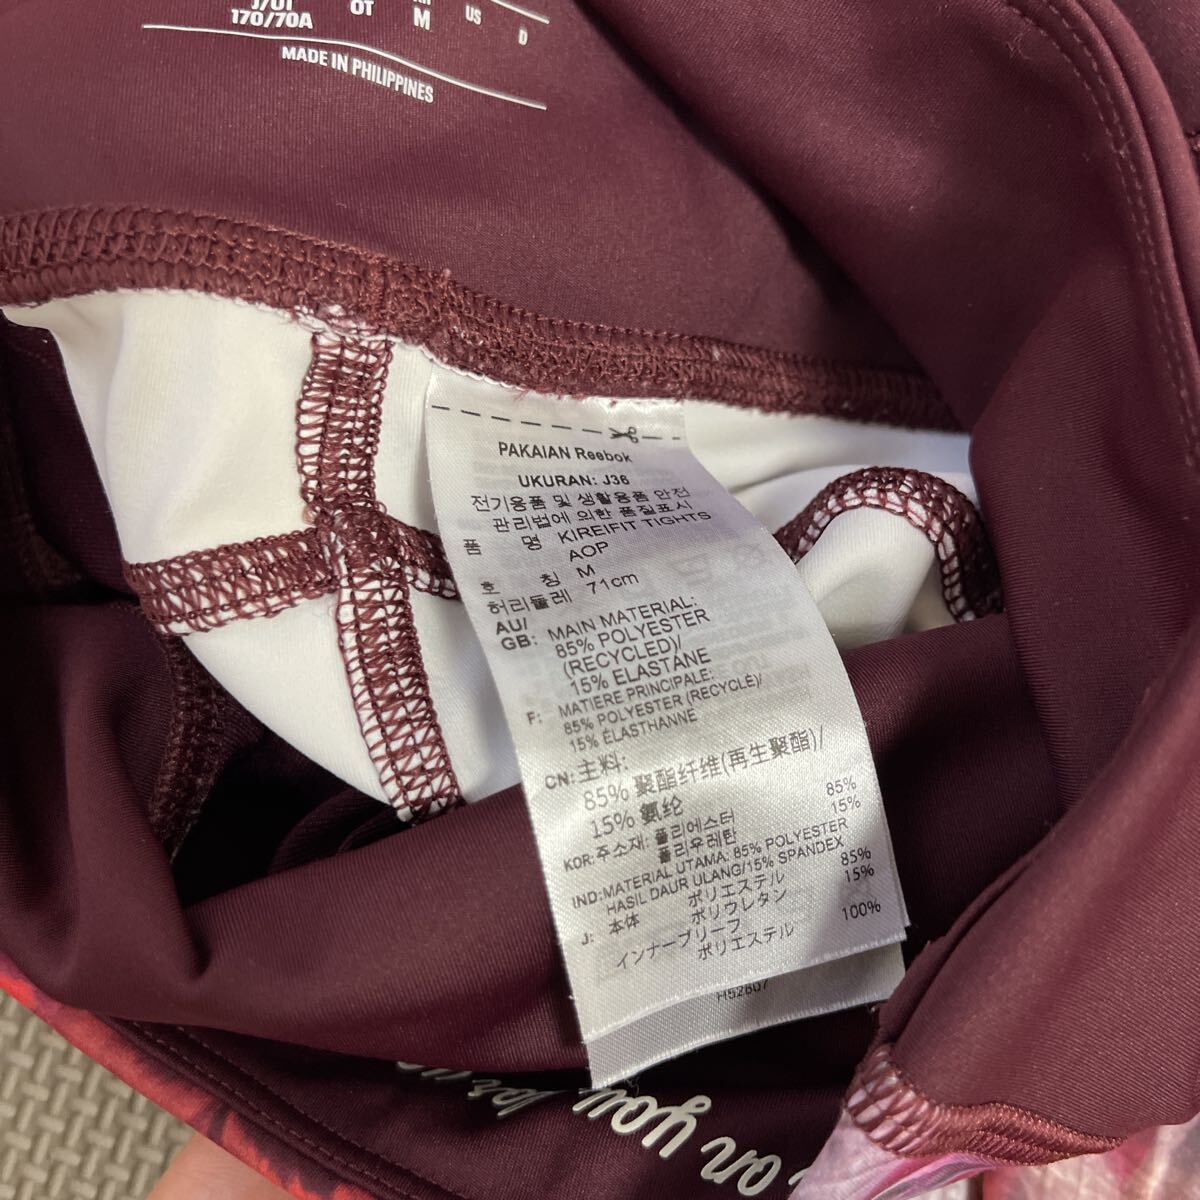 J/OT
OT
M
US
D
170/70A
MADE IN PHILIPPINES
PAKAIAN Reebok
UKURAN: J36
전기용품 및 생활용품 안전
관리법에 의한 품질표시
품 명 KIREIFIT TIGHTS
AOP
호 칭 M
허리둘레 71cm
AU/
GB: MAIN MATERIAL:
85% POLYESTER
(RECYCLED)/
15% ELASTANE
F: MATIERE PRINCIPALE:
85% POLYESTER (RECYCLÉ)/
15% ÉLASTHANNE
CN: 主料:
85% 聚酯纤维(再生聚酯)/
15% 氨纶
KOR: 주소재: 폴리에스터 85%
폴리우레탄 15%
IND: MATERIAL UTAMA: 85% POLYESTER
HASIL DAUR ULANG/15% SPANDEX
J: 本体 ポリエステル 85%
ポリウレタン 15%
インナーブリーフ
ポリエステル 100%
H52807
on you